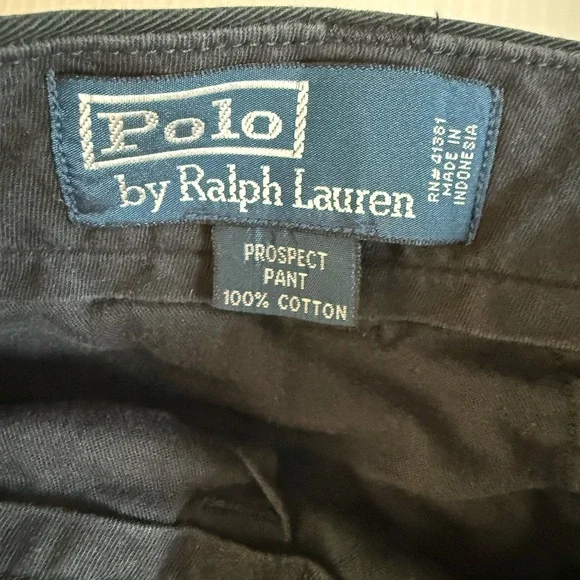 Polo
by Ralph Lauren
RN# 41381
MADE IN
INDONESIA
PROSPECT
PANT
100% COTTON